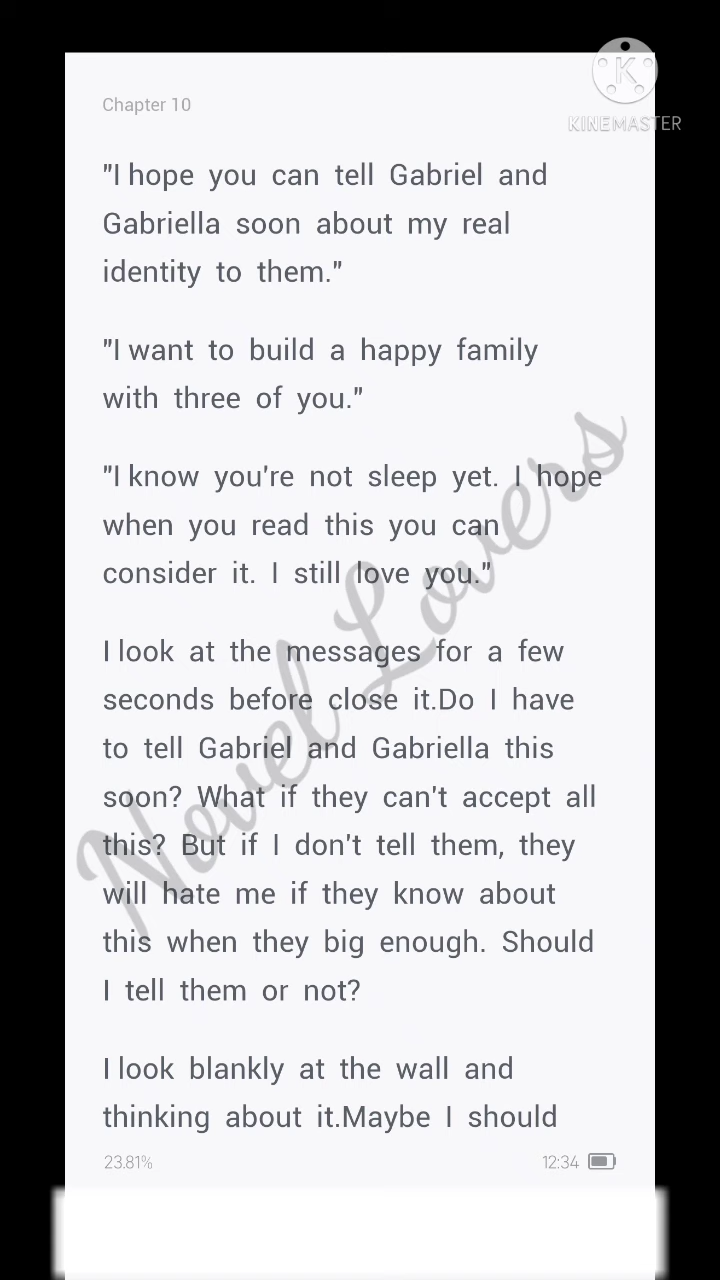 Chapter 10
K
KINEMASTER
"I hope you can tell Gabriel and
Gabriella soon about my real
identity to them."
"I want to build a happy family
with three of you."
"I know you're not sleep yet. I hope
when you read this you can
consider it. I still love you."
I look at the messages for a few
seconds before close it.Do I have
to tell Gabriel and Gabriella this
soon? What if they can't accept all
this? But if I don't tell them, they
will hate me if they know about
this when they big enough. Should
I tell them or not?
I look blankly at the wall and
thinking about it.Maybe I should
Novel Lovers
23.81%
12:34